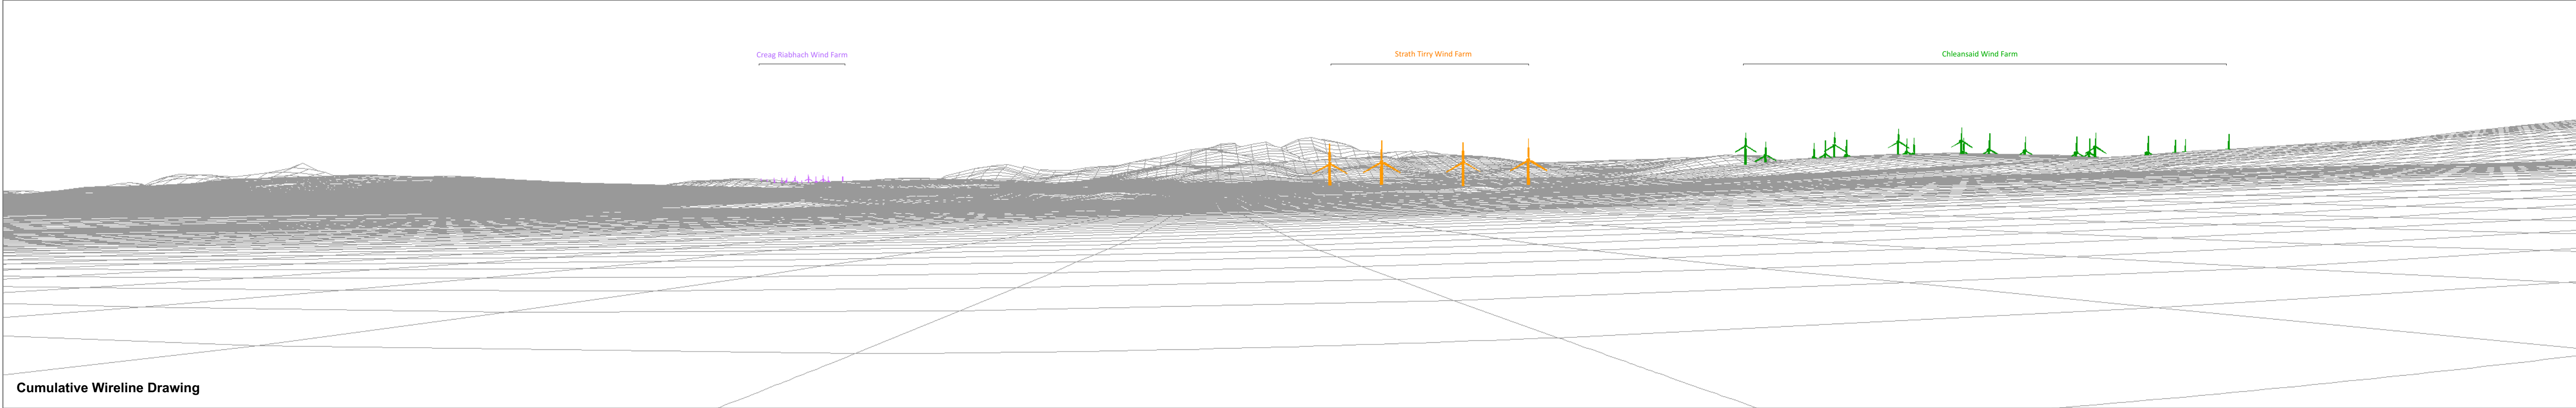 Creag Riabhach Wind Farm
Strath Tirry Wind Farm
Chleansaid Wind Farm
Cumulative Wireline Drawing